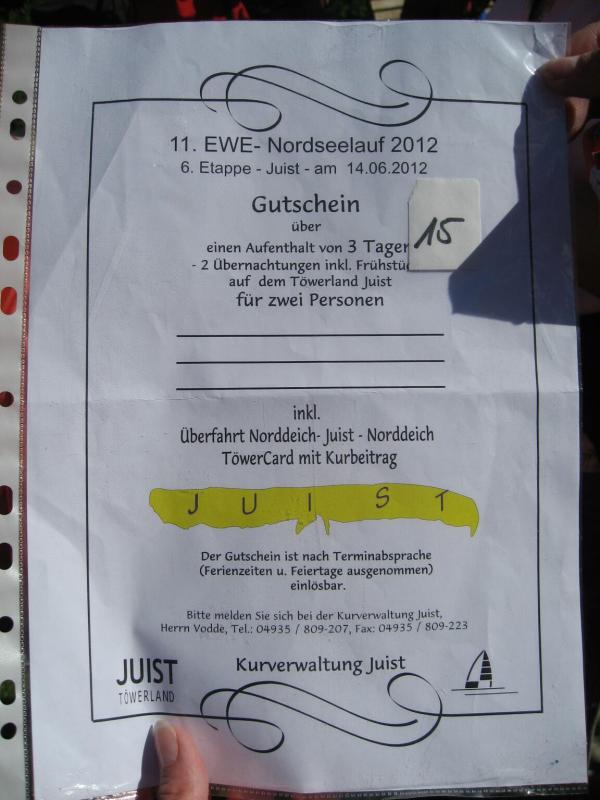 11. EWE- Nordseelauf 2012
6. Etappe - Juist - am 14.06.2012
Gutschein
über
einen Aufenthalt von 3 Tagen
15
- 2 Übernachtungen inkl. Frühstü
auf dem Töwerland Juist
für zwei Personen
inkl.
Überfahrt Norddeich- Juist - Norddeich
TöwerCard mit Kurbeitrag
J U I S T
Der Gutschein ist nach Terminabsprache
(Ferienzeiten u. Feiertage ausgenommen)
einlösbar.
Bitte melden Sie sich bei der Kurverwaltung Juist,
Herrn Vodde, Tel.: 04935 / 809-207, Fax: 04935 / 809-223
Kurverwaltung Juist
JUIST
TÖWERLAND